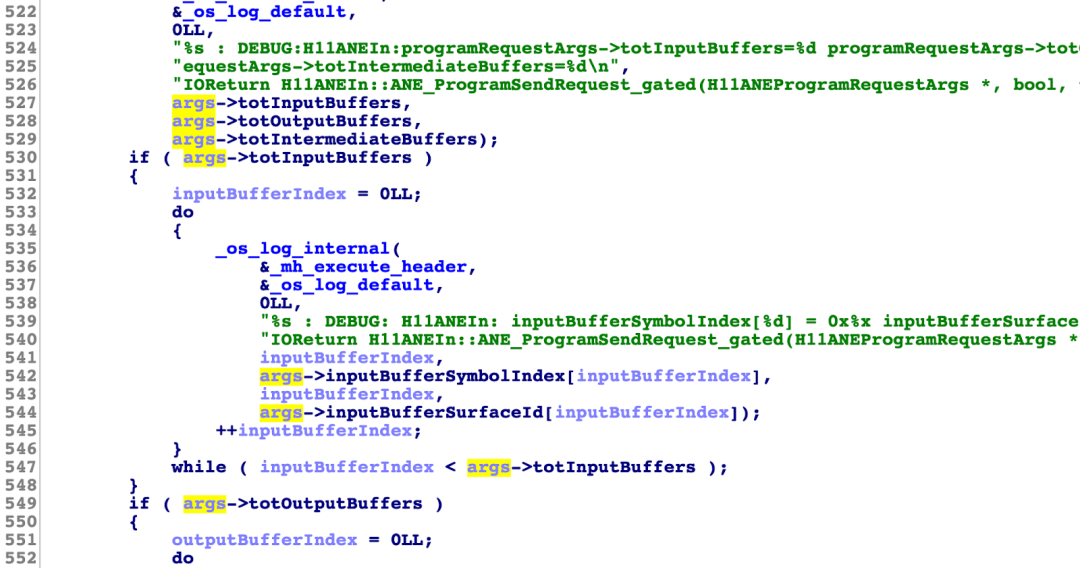 522 &_os_log_default,
523 0LL,
524 "%s : DEBUG:H11ANEIn:programRequestArgs->totInputBuffers=%d programRequestArgs->tot
525 "equestArgs->totIntermediateBuffers=%d\n",
526 "IOReturn H11ANEIn::ANE_ProgramSendRequest_gated(H11ANEProgramRequestArgs *, bool,
527 args->totInputBuffers,
528 args->totOutputBuffers,
529 args->totIntermediateBuffers);
530 if ( args->totInputBuffers )
531 {
532 inputBufferIndex = 0LL;
533 do
534 {
535 _os_log_internal(
536 &_mh_execute_header,
537 &_os_log_default,
538 0LL,
539 "%s : DEBUG: H11ANEIn: inputBufferSymbolIndex[%d] = 0x%x inputBufferSurface
540 "IOReturn H11ANEIn::ANE_ProgramSendRequest_gated(H11ANEProgramRequestArgs *
541 inputBufferIndex,
542 args->inputBufferSymbolIndex[inputBufferIndex],
543 inputBufferIndex,
544 args->inputBufferSurfaceId[inputBufferIndex]);
545 ++inputBufferIndex;
546 }
547 while ( inputBufferIndex < args->totInputBuffers );
548 }
549 if ( args->totOutputBuffers )
550 {
551 outputBufferIndex = 0LL;
552 do